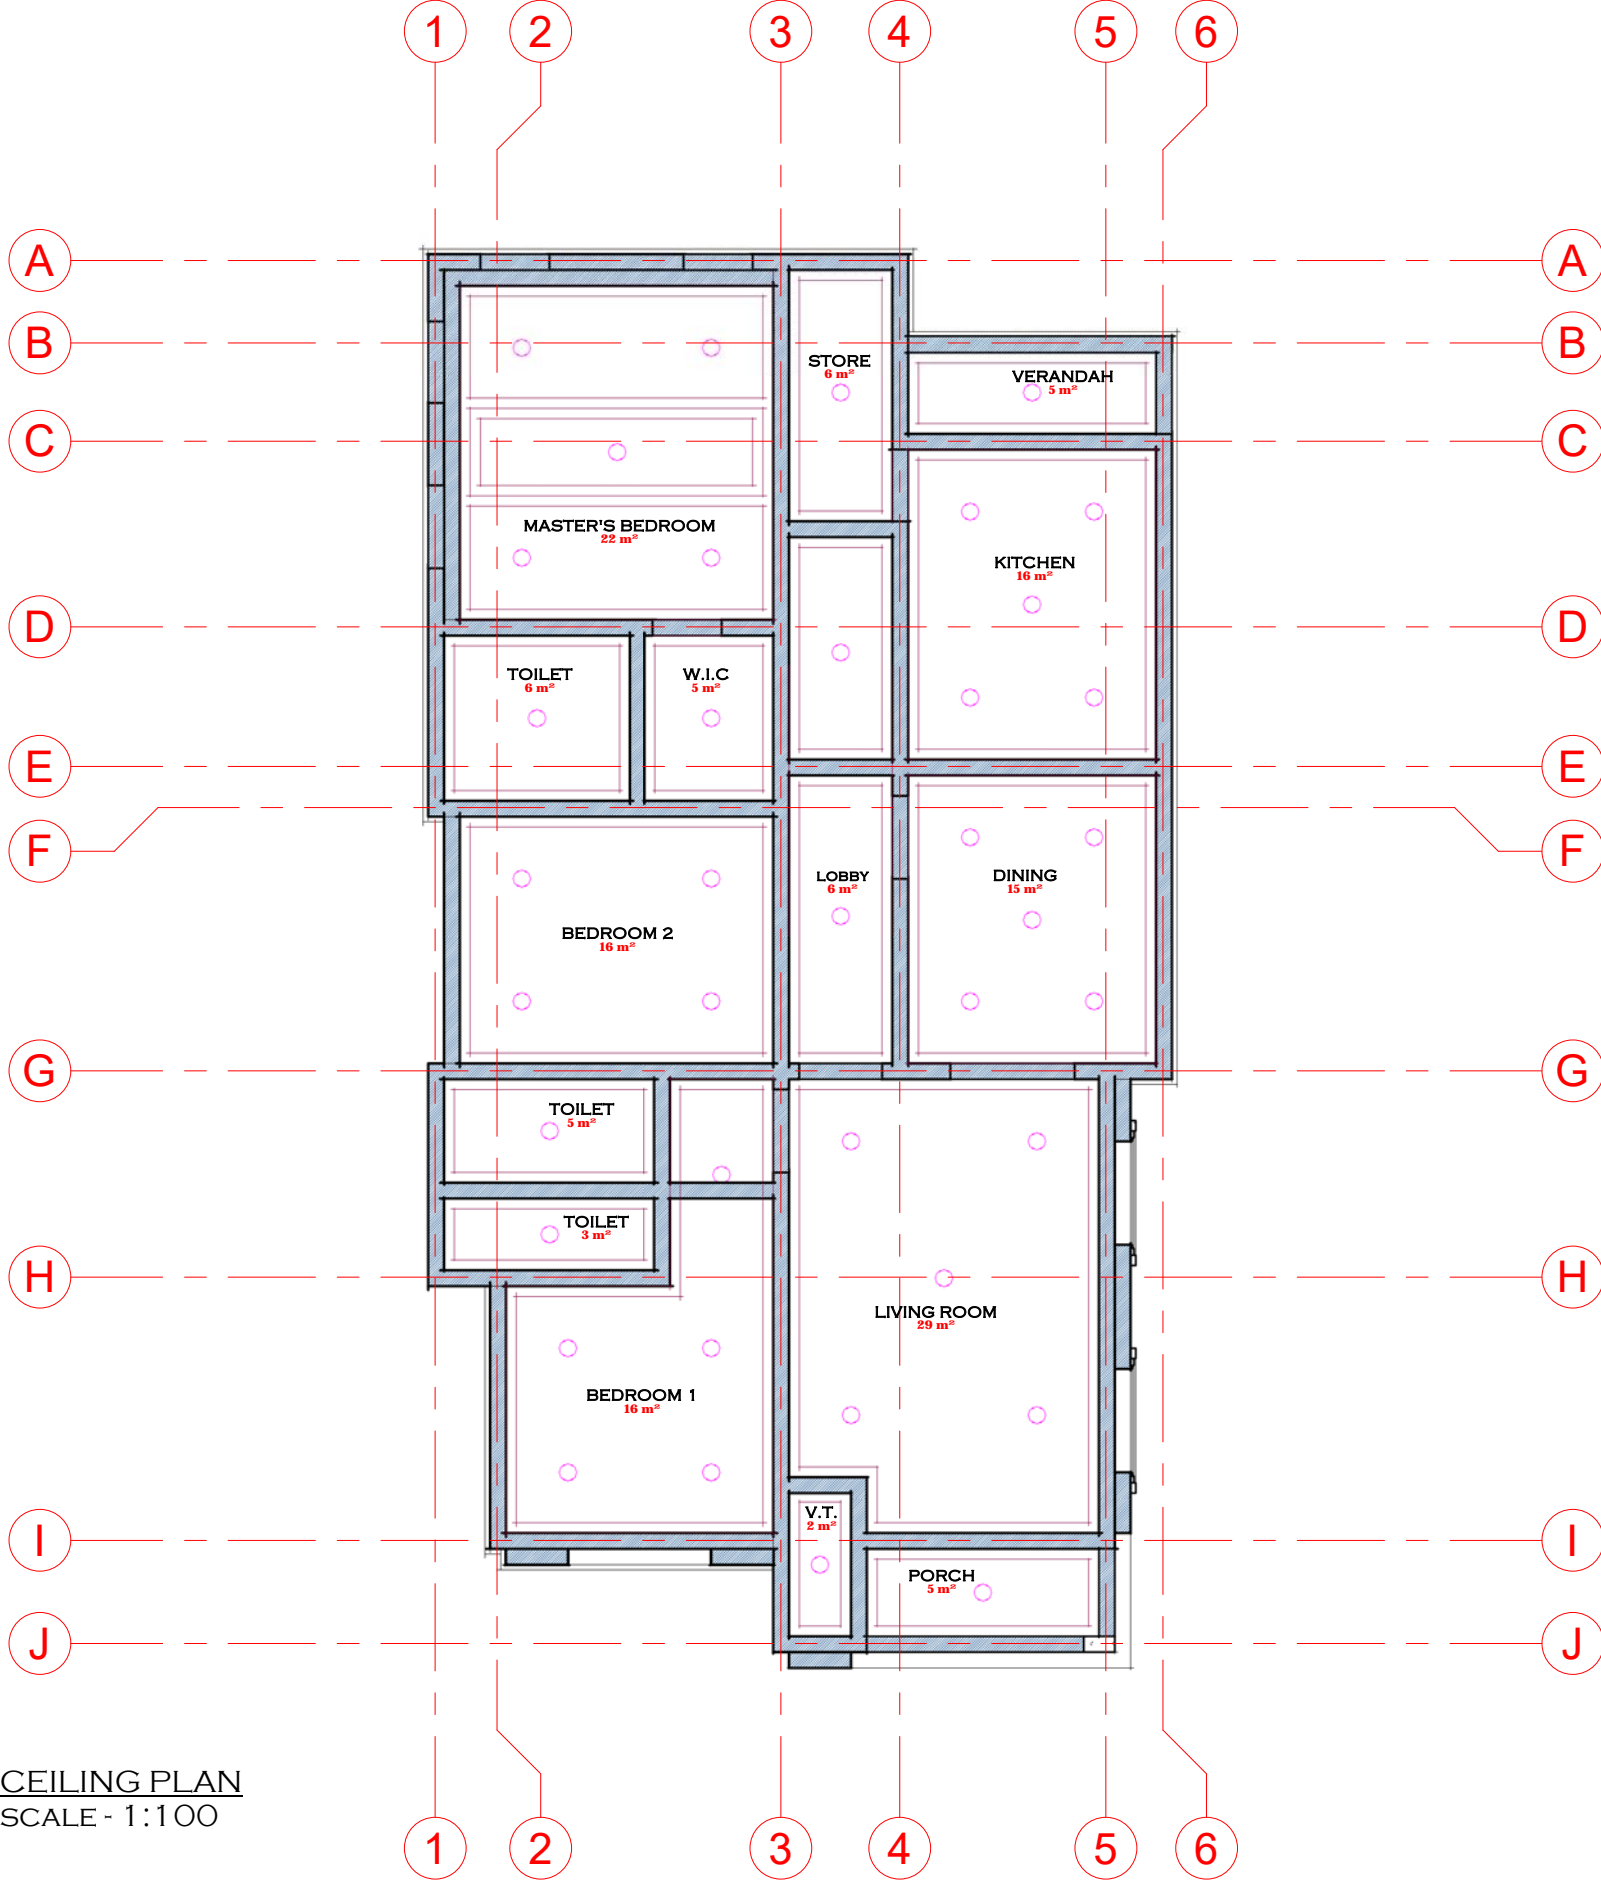 1 2 3 4 5 6
A A
B B
STORE
6 m²
VERANDAH
5 m²
C C
MASTER'S BEDROOM
22 m²
KITCHEN
16 m²
D D
TOILET
6 m²
W.I.C
5 m²
E E
F F
LOBBY
6 m²
DINING
15 m²
BEDROOM 2
16 m²
G G
TOILET
5 m²
TOILET
3 m²
H H
LIVING ROOM
29 m²
BEDROOM 1
16 m²
V.T.
2 m²
I I
PORCH
5 m²
J J
CEILING PLAN
SCALE - 1:100
1 2 3 4 5 6